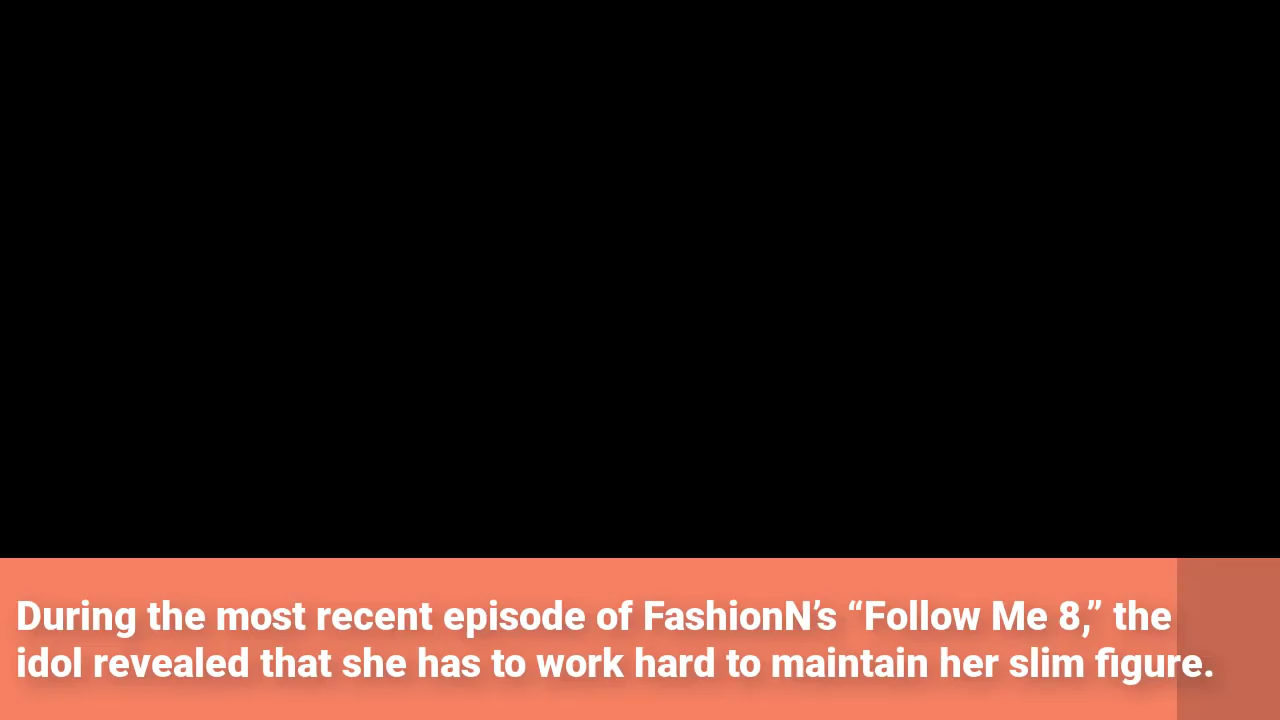 During the most recent episode of FashionN’s “Follow Me 8,” the
idol revealed that she has to work hard to maintain her slim figure.